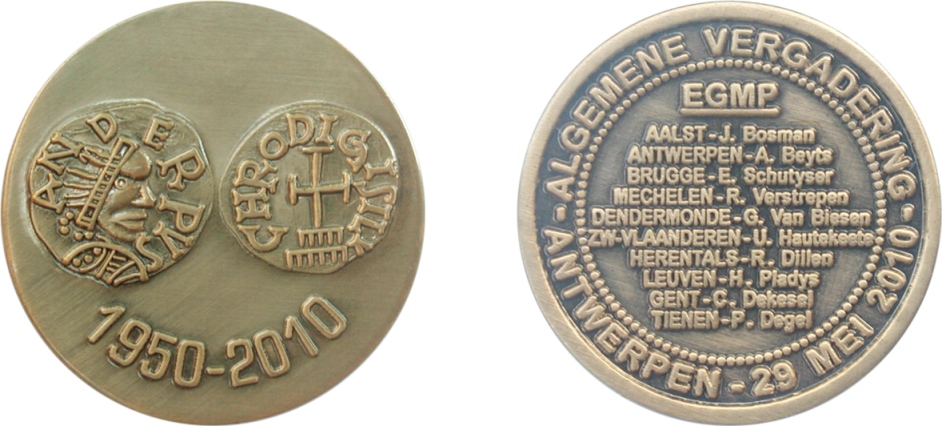 ANDERPUS
CHRODIGISIL
1950-2010
- ALGEMENE VERGADERING -
EGMP
AALST-J. Bosman
ANTWERPEN-A. Beyts
BRUGGE-E. Schutyser
MECHELEN-R. Verstrepen
DENDERMONDE-G. Van Biesen
ZW-VLAANDEREN-U. Hautekeete
HERENTALS-R. Dillen
LEUVEN-H. Pladys
GENT-C. Dekesel
TIENEN-P. Degel
ANTWERPEN - 29 MEI 2010